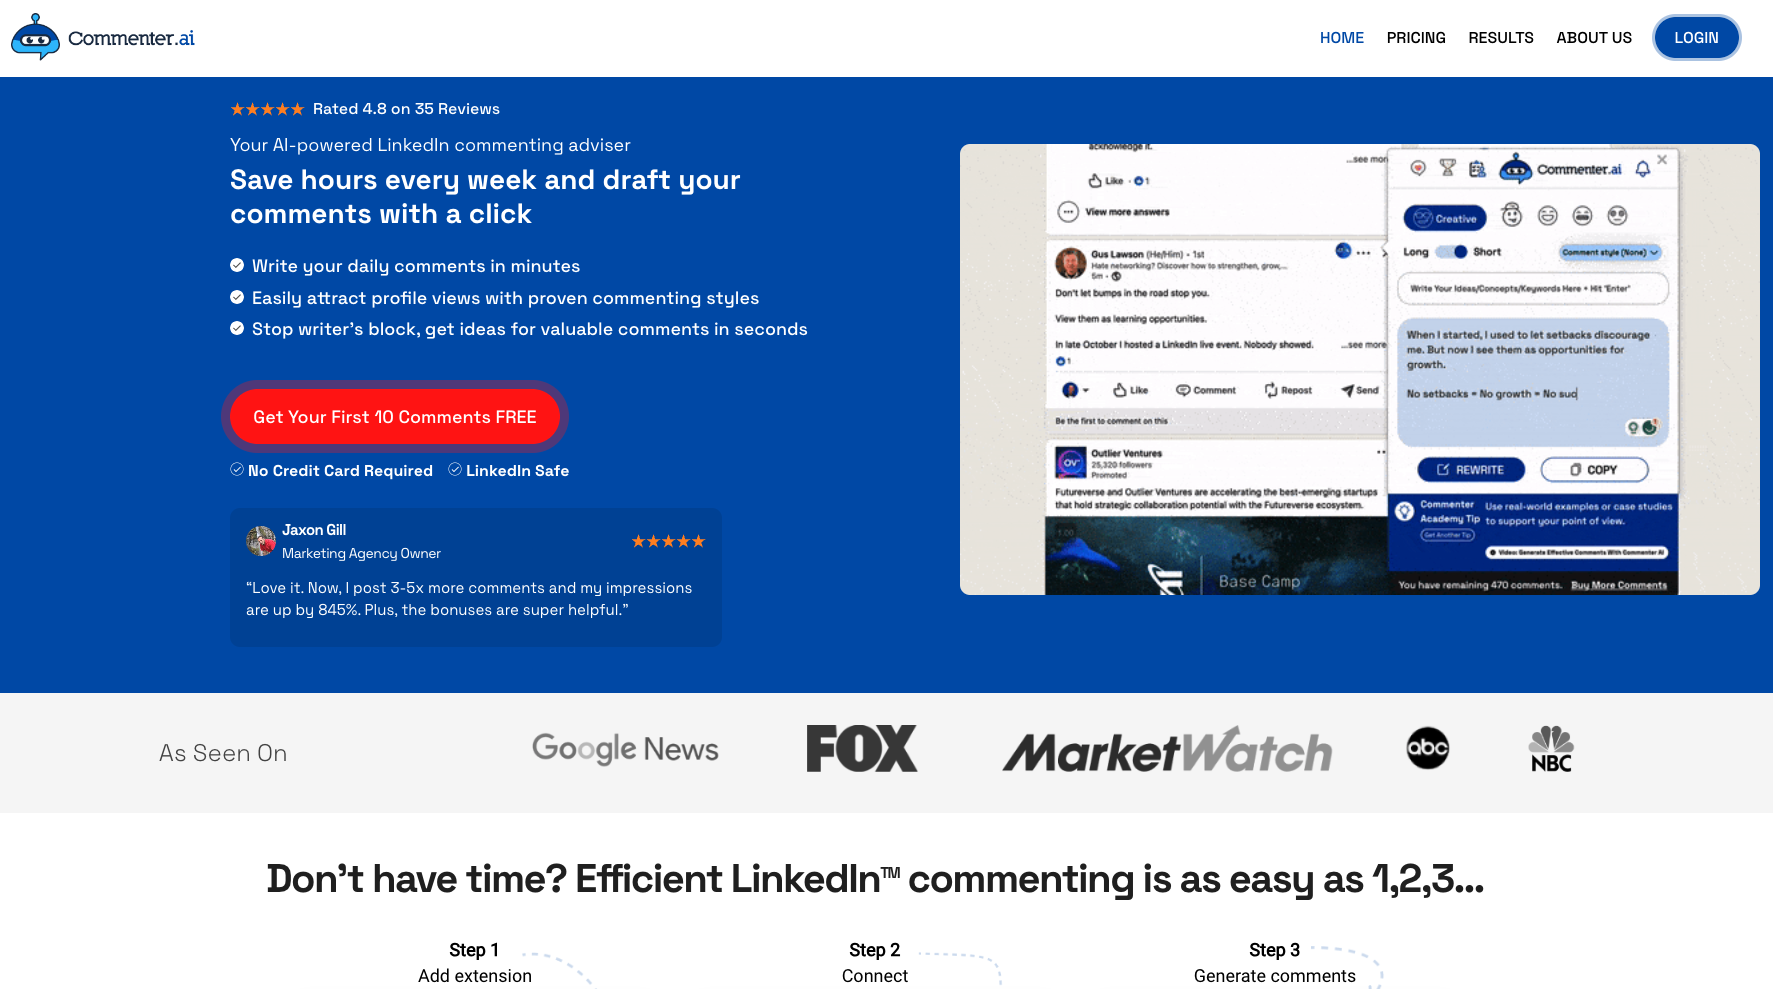 Commenter.ai
HOME
PRICING
RESULTS
ABOUT US
LOGIN
Rated 4.8 on 35 Reviews
Your AI-powered LinkedIn commenting adviser
Save hours every week and draft your
comments with a click
Write your daily comments in minutes
Easily attract profile views with proven commenting styles
Stop writer's block, get ideas for valuable comments in seconds
Get Your First 10 Comments FREE
No Credit Card Required
LinkedIn Safe
Jaxon Gill
Marketing Agency Owner
“Love it. Now, I post 3-5x more comments and my impressions
are up by 845%. Plus, the bonuses are super helpful.”
acknowledge it.
...see more
Like · 1
View more answers
Gus Lawson (He/Him) • 1st
Hate networking? Discover how to strengthen, grow,...
5m •
Don't let bumps in the road stop you.
View them as learning opportunities.
In late October I hosted a LinkedIn live event. Nobody showed. ...see more
1
Like
Comment
Repost
Send
Be the first to comment on this
OV
Outlier Ventures
25,320 followers
Promoted
Futureverse and Outlier Ventures are accelerating the best-emerging startups
that hold strategic collaboration potential with the Futureverse ecosystem.
1:00
Base Camp
Commenter.ai
Creative
Long
Short
Comment style (None)
Write Your Ideas/Concepts/Keywords Here + Hit 'Enter'
When I started, I used to let setbacks discourage
me. But now I see them as opportunities for
growth.
No setbacks = No growth = No suc
REWRITE
COPY
Commenter
Academy Tip
Get Another Tip
Use real-world examples or case studies
to support your point of view.
Video: Generate Effective Comments With Commenter AI
You have remaining 470 comments. Buy More Comments
As Seen On
Google News
FOX
MarketWatch
abc
NBC
Don't have time? Efficient LinkedIn™ commenting is as easy as 1,2,3...
Step 1
Add extension
Step 2
Connect
Step 3
Generate comments